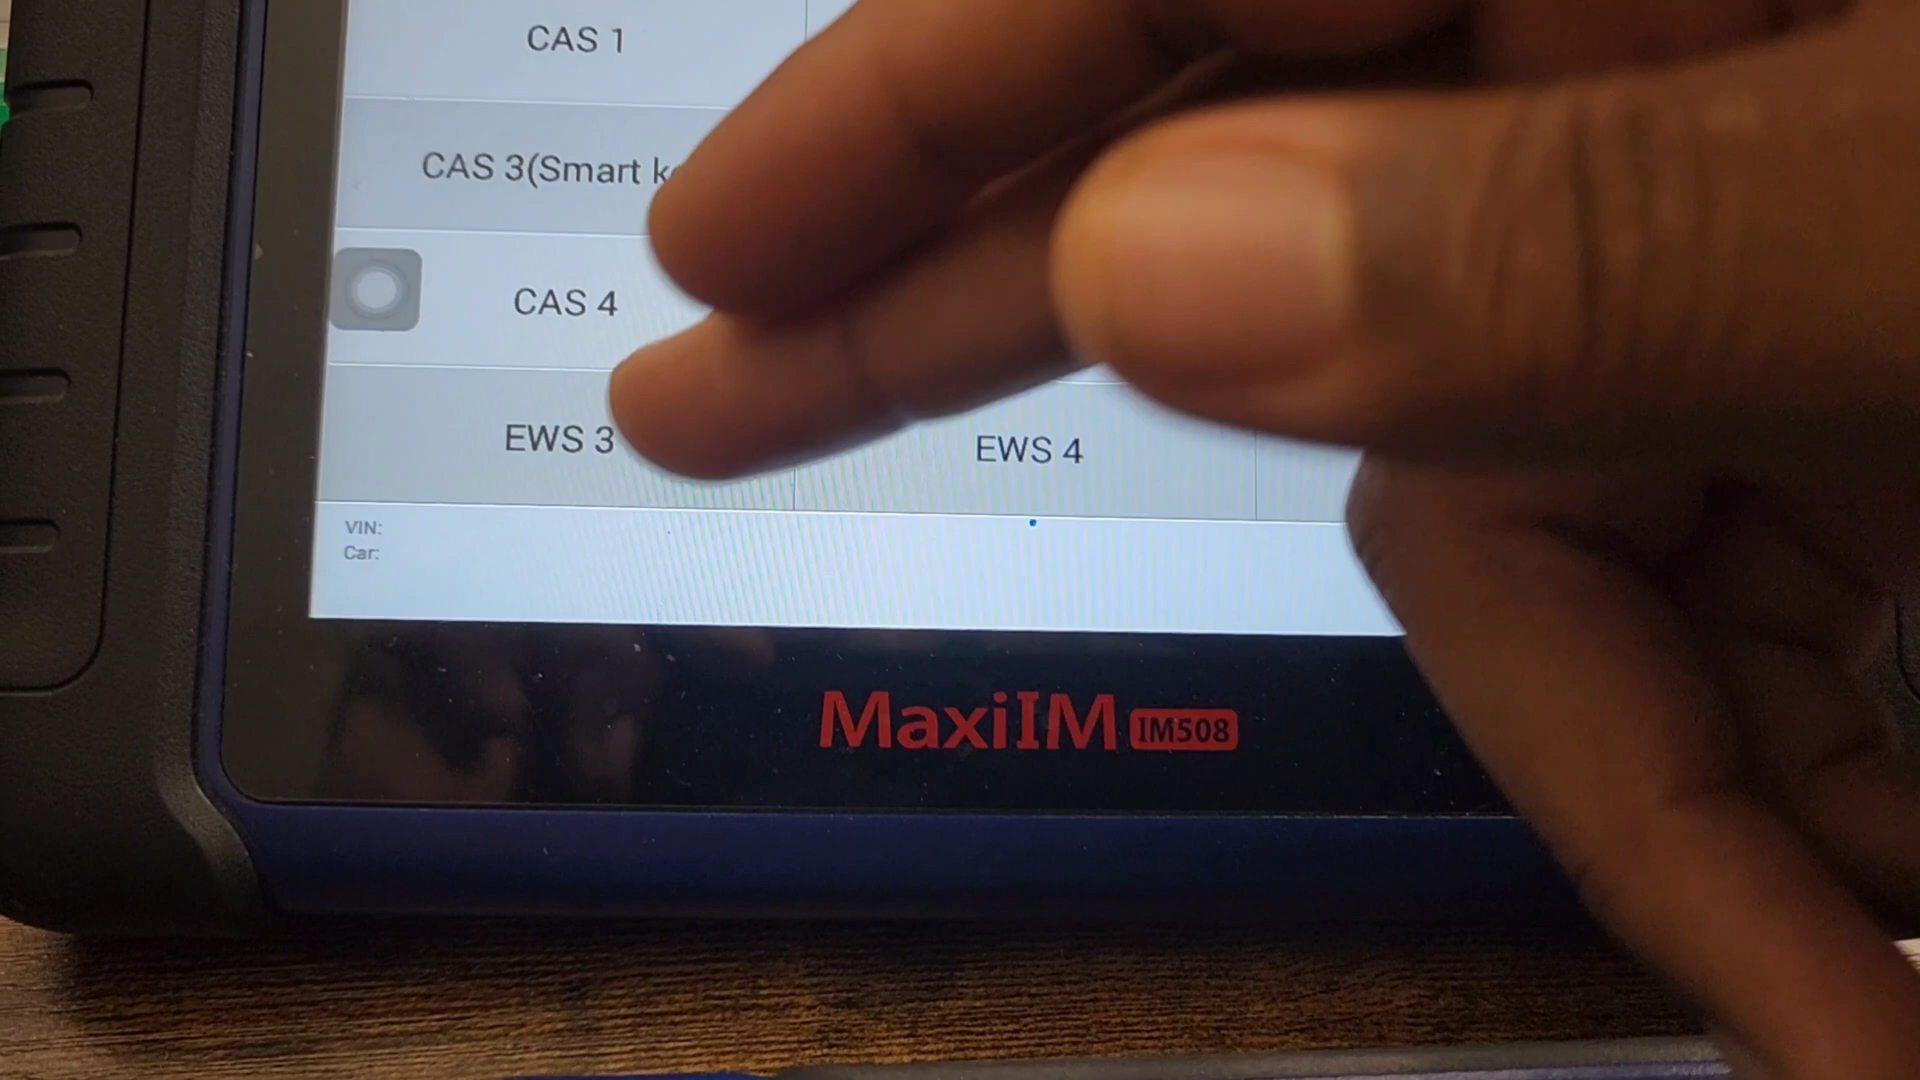 CAS 1
CAS 3(Smart
CAS 4
EWS 3
EWS 4
VIN:
Car:
MaxiIM IM508